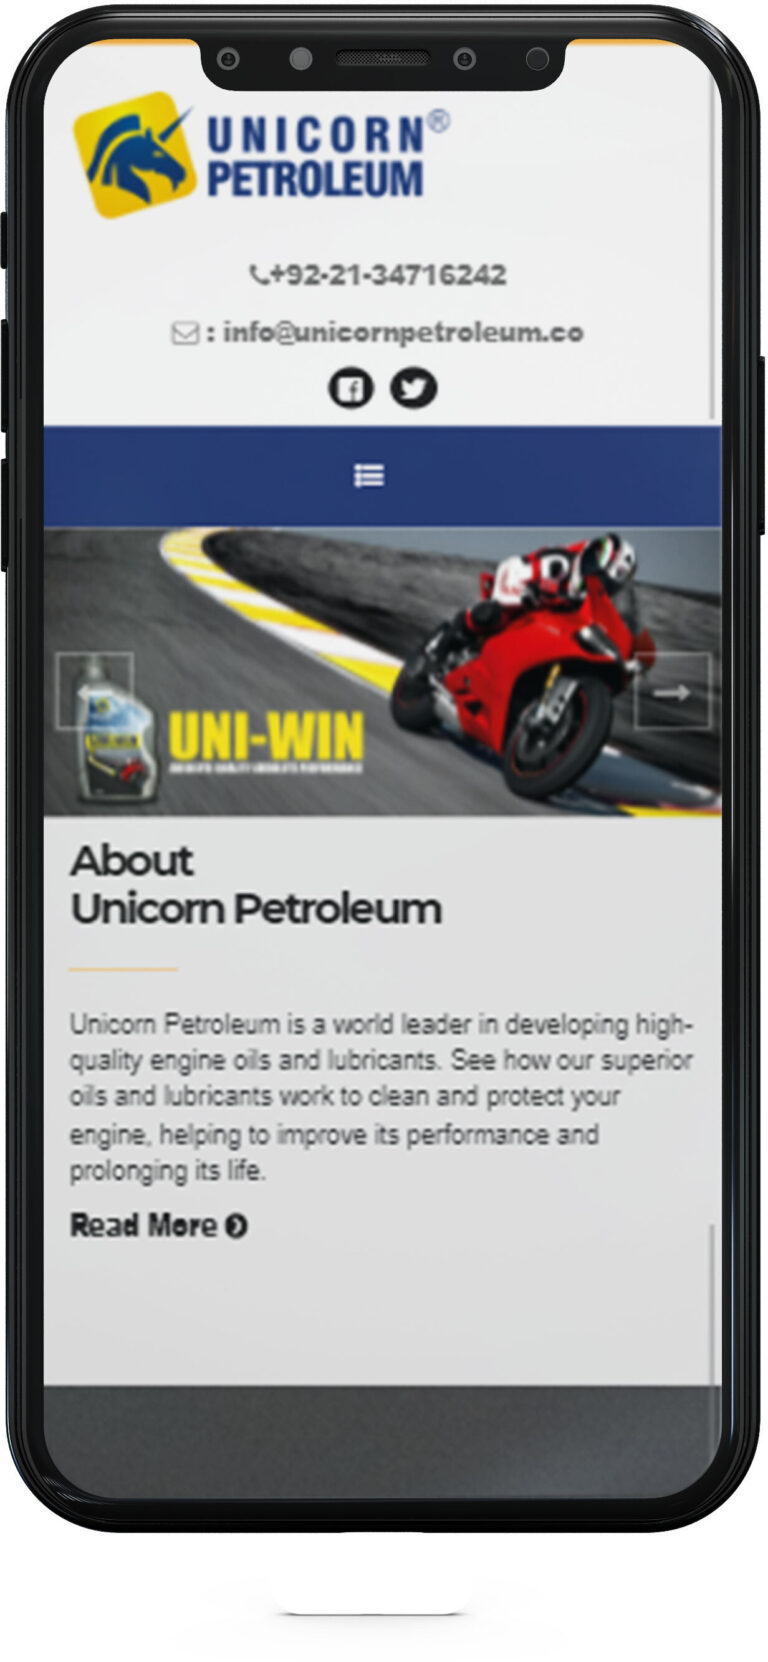 UNICORN®
PETROLEUM
+92-21-34716242
: info@unicornpetroleum.co
UNI-WIN
About
Unicorn Petroleum
Unicorn Petroleum is a world leader in developing high-
quality engine oils and lubricants. See how our superior
oils and lubricants work to clean and protect your
engine, helping to improve its performance and
prolonging its life.
Read More